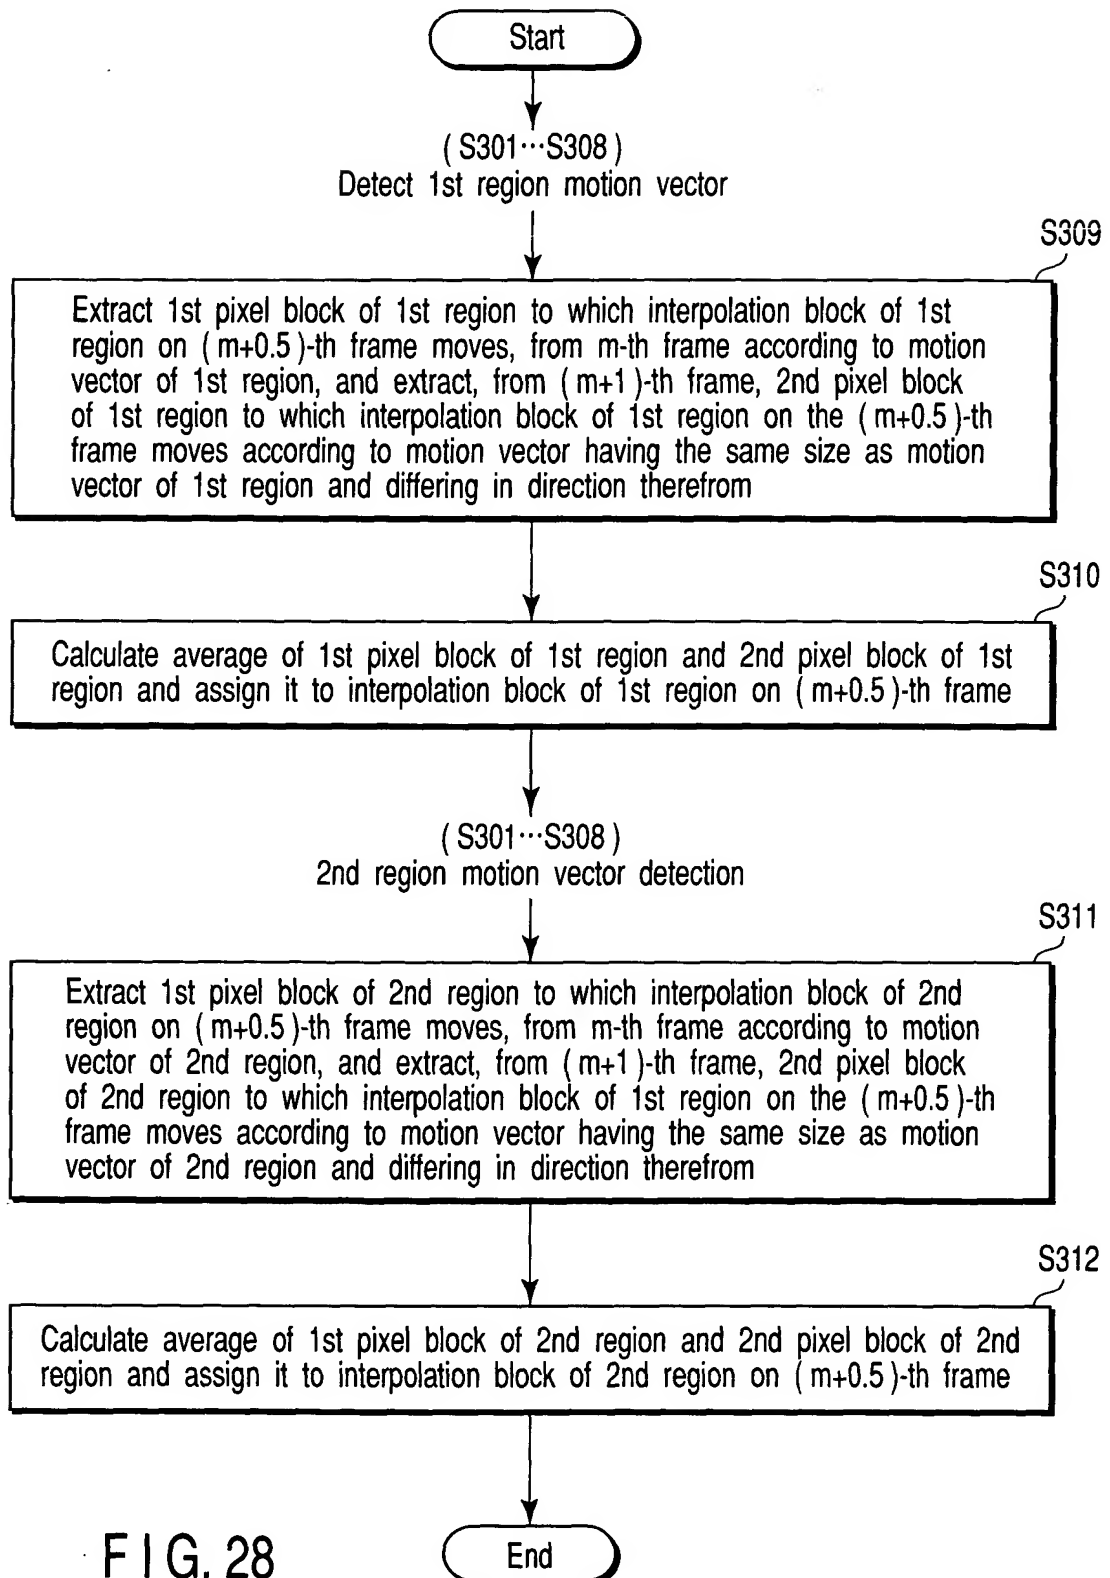 Start
( S301···S308 )
Detect 1st region motion vector
S309
Extract 1st pixel block of 1st region to which interpolation block of 1st
region on ( m+0.5 )-th frame moves, from m-th frame according to motion
vector of 1st region, and extract, from ( m+1 )-th frame, 2nd pixel block
of 1st region to which interpolation block of 1st region on the ( m+0.5 )-th
frame moves according to motion vector having the same size as motion
vector of 1st region and differing in direction therefrom
S310
Calculate average of 1st pixel block of 1st region and 2nd pixel block of 1st
region and assign it to interpolation block of 1st region on ( m+0.5 )-th frame
( S301···S308 )
2nd region motion vector detection
S311
Extract 1st pixel block of 2nd region to which interpolation block of 2nd
region on ( m+0.5 )-th frame moves, from m-th frame according to motion
vector of 2nd region, and extract, from ( m+1 )-th frame, 2nd pixel block
of 2nd region to which interpolation block of 1st region on the ( m+0.5 )-th
frame moves according to motion vector having the same size as motion
vector of 2nd region and differing in direction therefrom
S312
Calculate average of 1st pixel block of 2nd region and 2nd pixel block of 2nd
region and assign it to interpolation block of 2nd region on ( m+0.5 )-th frame
End
FIG. 28